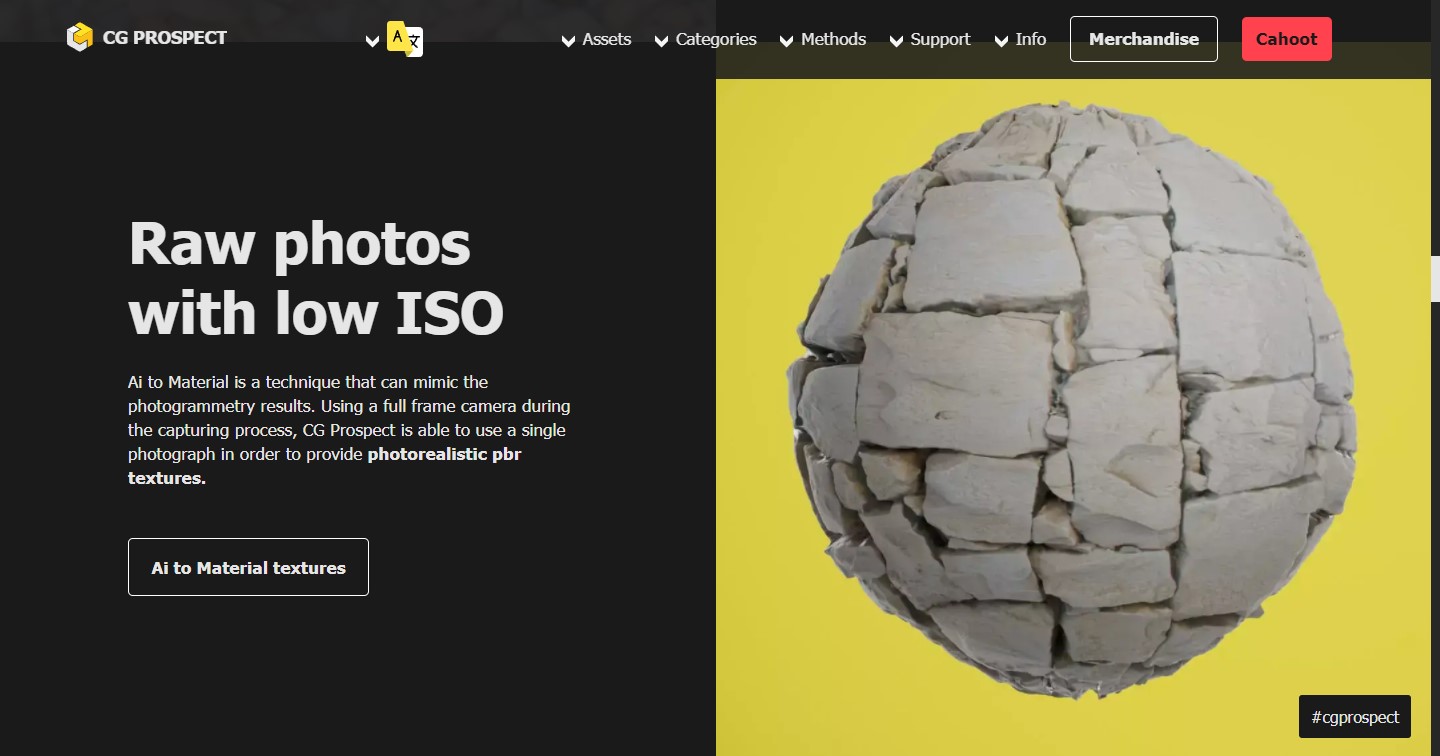 CG PROSPECT
A 文
Assets
Categories
Methods
Support
Info
Merchandise
Cahoot
Raw photos
with low ISO
Ai to Material is a technique that can mimic the
photogrammetry results. Using a full frame camera during
the capturing process, CG Prospect is able to use a single
photograph in order to provide photorealistic pbr
textures.
Ai to Material textures
#cgprospect